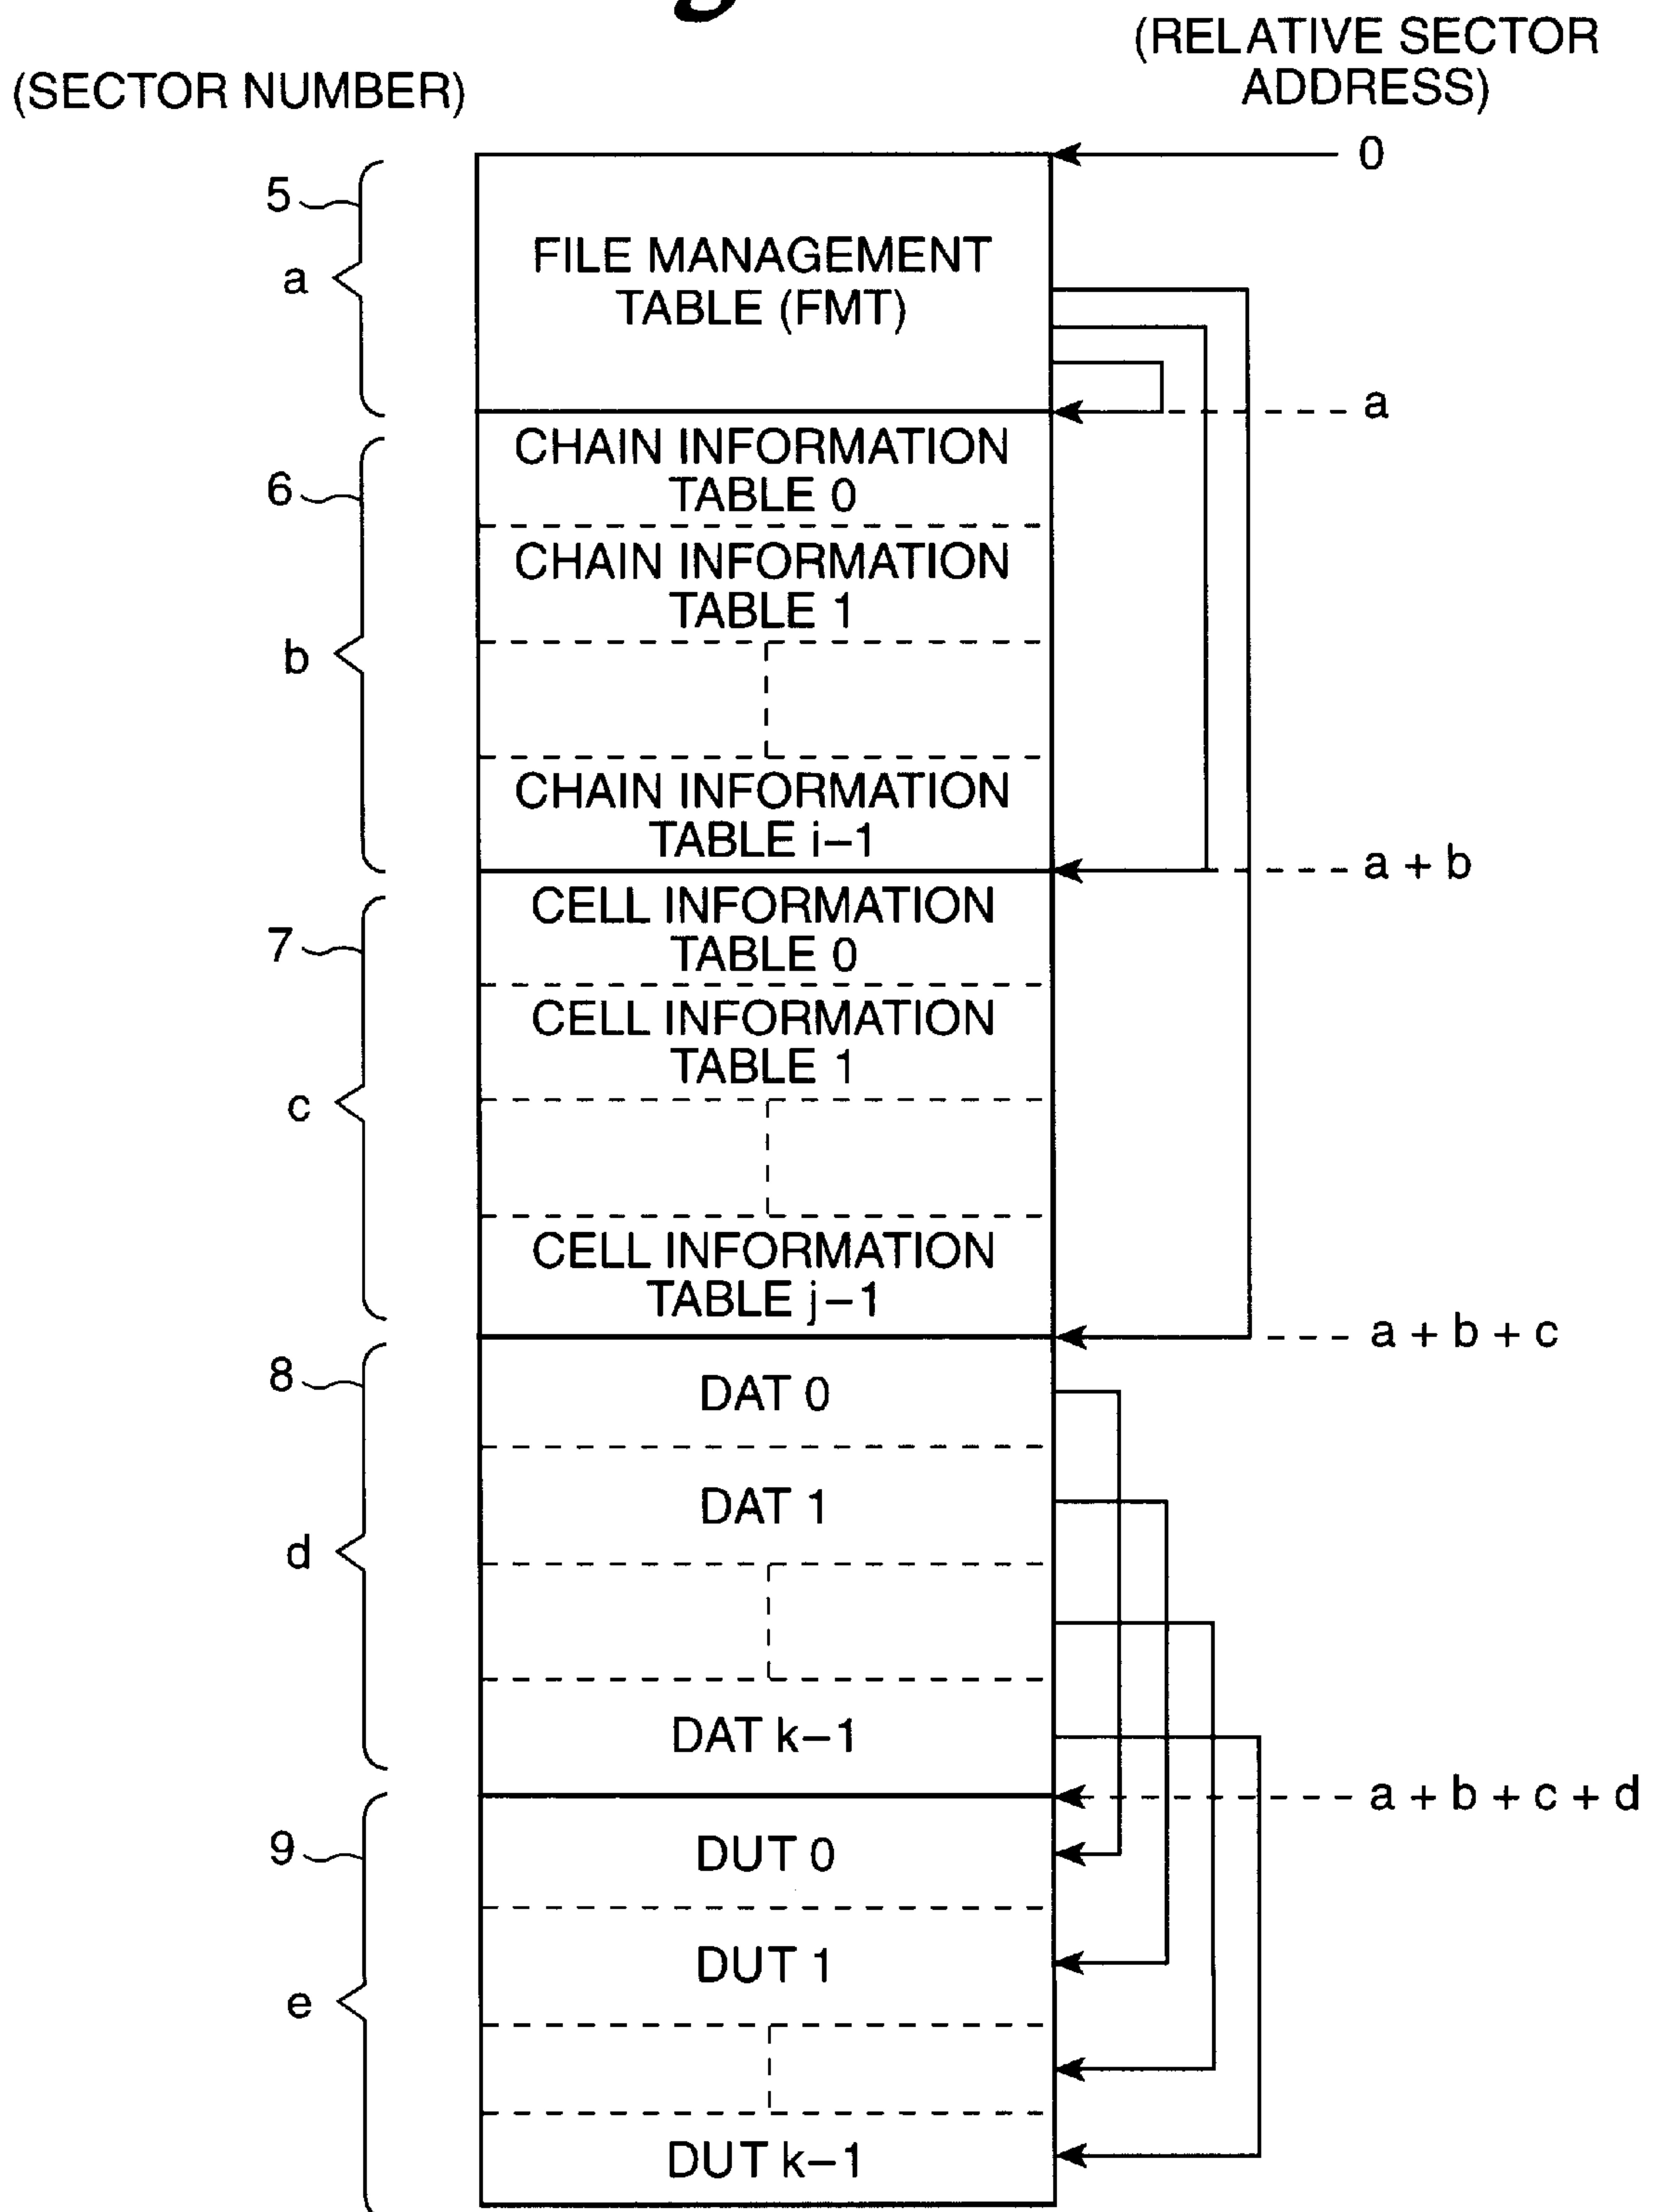 (RELATIVE SECTOR
ADDRESS)
(SECTOR NUMBER)
0
5
a
FILE MANAGEMENT
TABLE (FMT)
a
CHAIN INFORMATION
TABLE 0
6
CHAIN INFORMATION
TABLE 1
b
CHAIN INFORMATION
TABLE i–1
a + b
CELL INFORMATION
TABLE 0
7
CELL INFORMATION
TABLE 1
c
CELL INFORMATION
TABLE j–1
a + b + c
8
DAT 0
DAT 1
d
DAT k–1
a + b + c + d
9
DUT 0
DUT 1
e
DUT k–1